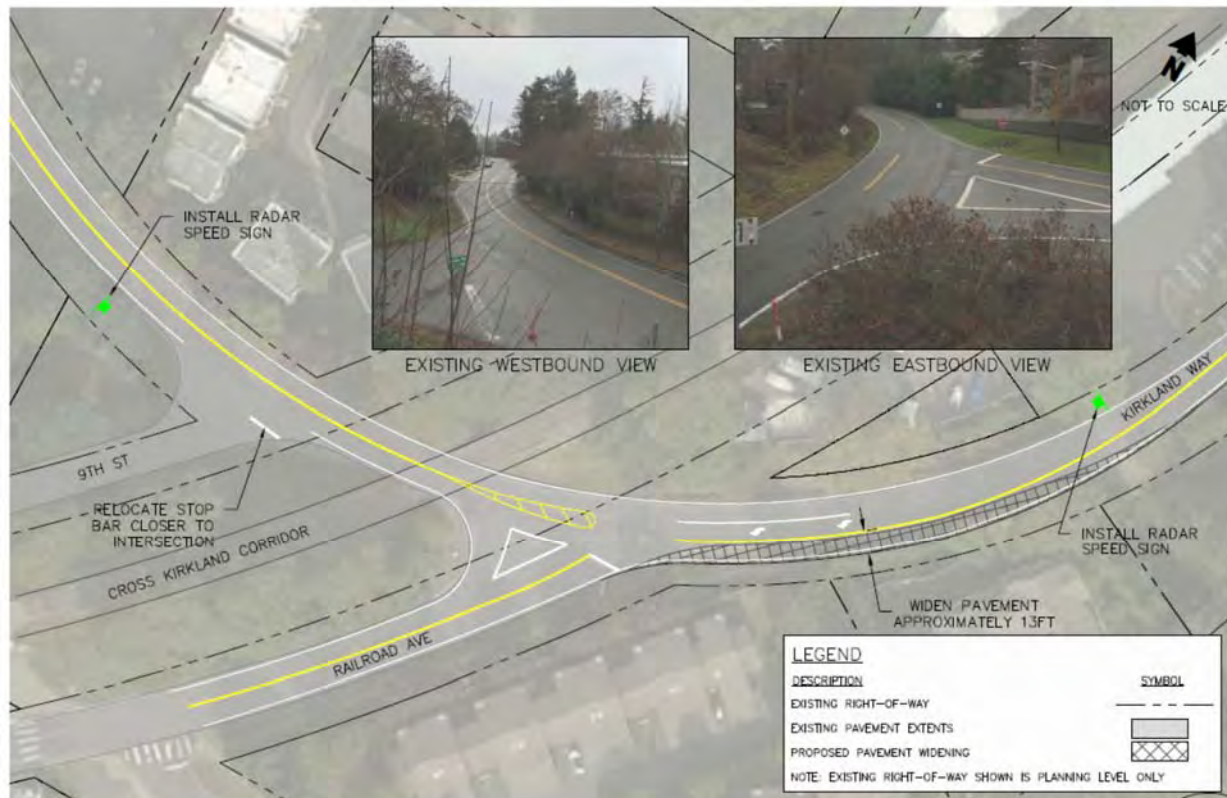 N
NOT TO SCALE
INSTALL RADAR
SPEED SIGN
EXISTING WESTBOUND VIEW
EXISTING EASTBOUND VIEW
KIRKLAND WAY
9TH ST
RELOCATE STOP
BAR CLOSER TO
INTERSECTION
CROSS KIRKLAND CORRIDOR
INSTALL RADAR
SPEED SIGN
WIDEN PAVEMENT
APPROXIMATELY 13FT
RAILROAD AVE
LEGEND
DESCRIPTION SYMBOL
EXISTING RIGHT-OF-WAY
EXISTING PAVEMENT EXTENTS
PROPOSED PAVEMENT WIDENING
NOTE: EXISTING RIGHT-OF-WAY SHOWN IS PLANNING LEVEL ONLY